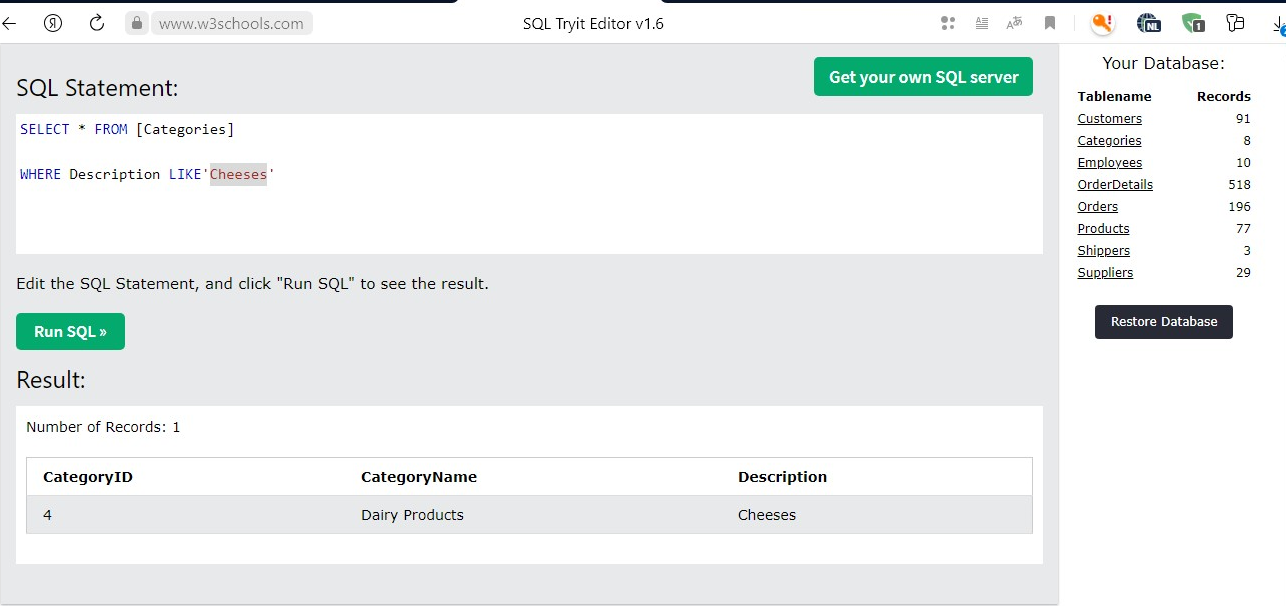 www.w3schools.com
SQL Tryit Editor v1.6
NL
1
SQL Statement:
Get your own SQL server
SELECT * FROM [Categories]
WHERE Description LIKE'Cheeses'
Edit the SQL Statement, and click "Run SQL" to see the result.
Run SQL »
Result:
Number of Records: 1
CategoryID CategoryName Description
4 Dairy Products Cheeses
Your Database:
Tablename Records
Customers 91
Categories 8
Employees 10
OrderDetails 518
Orders 196
Products 77
Shippers 3
Suppliers 29
Restore Database